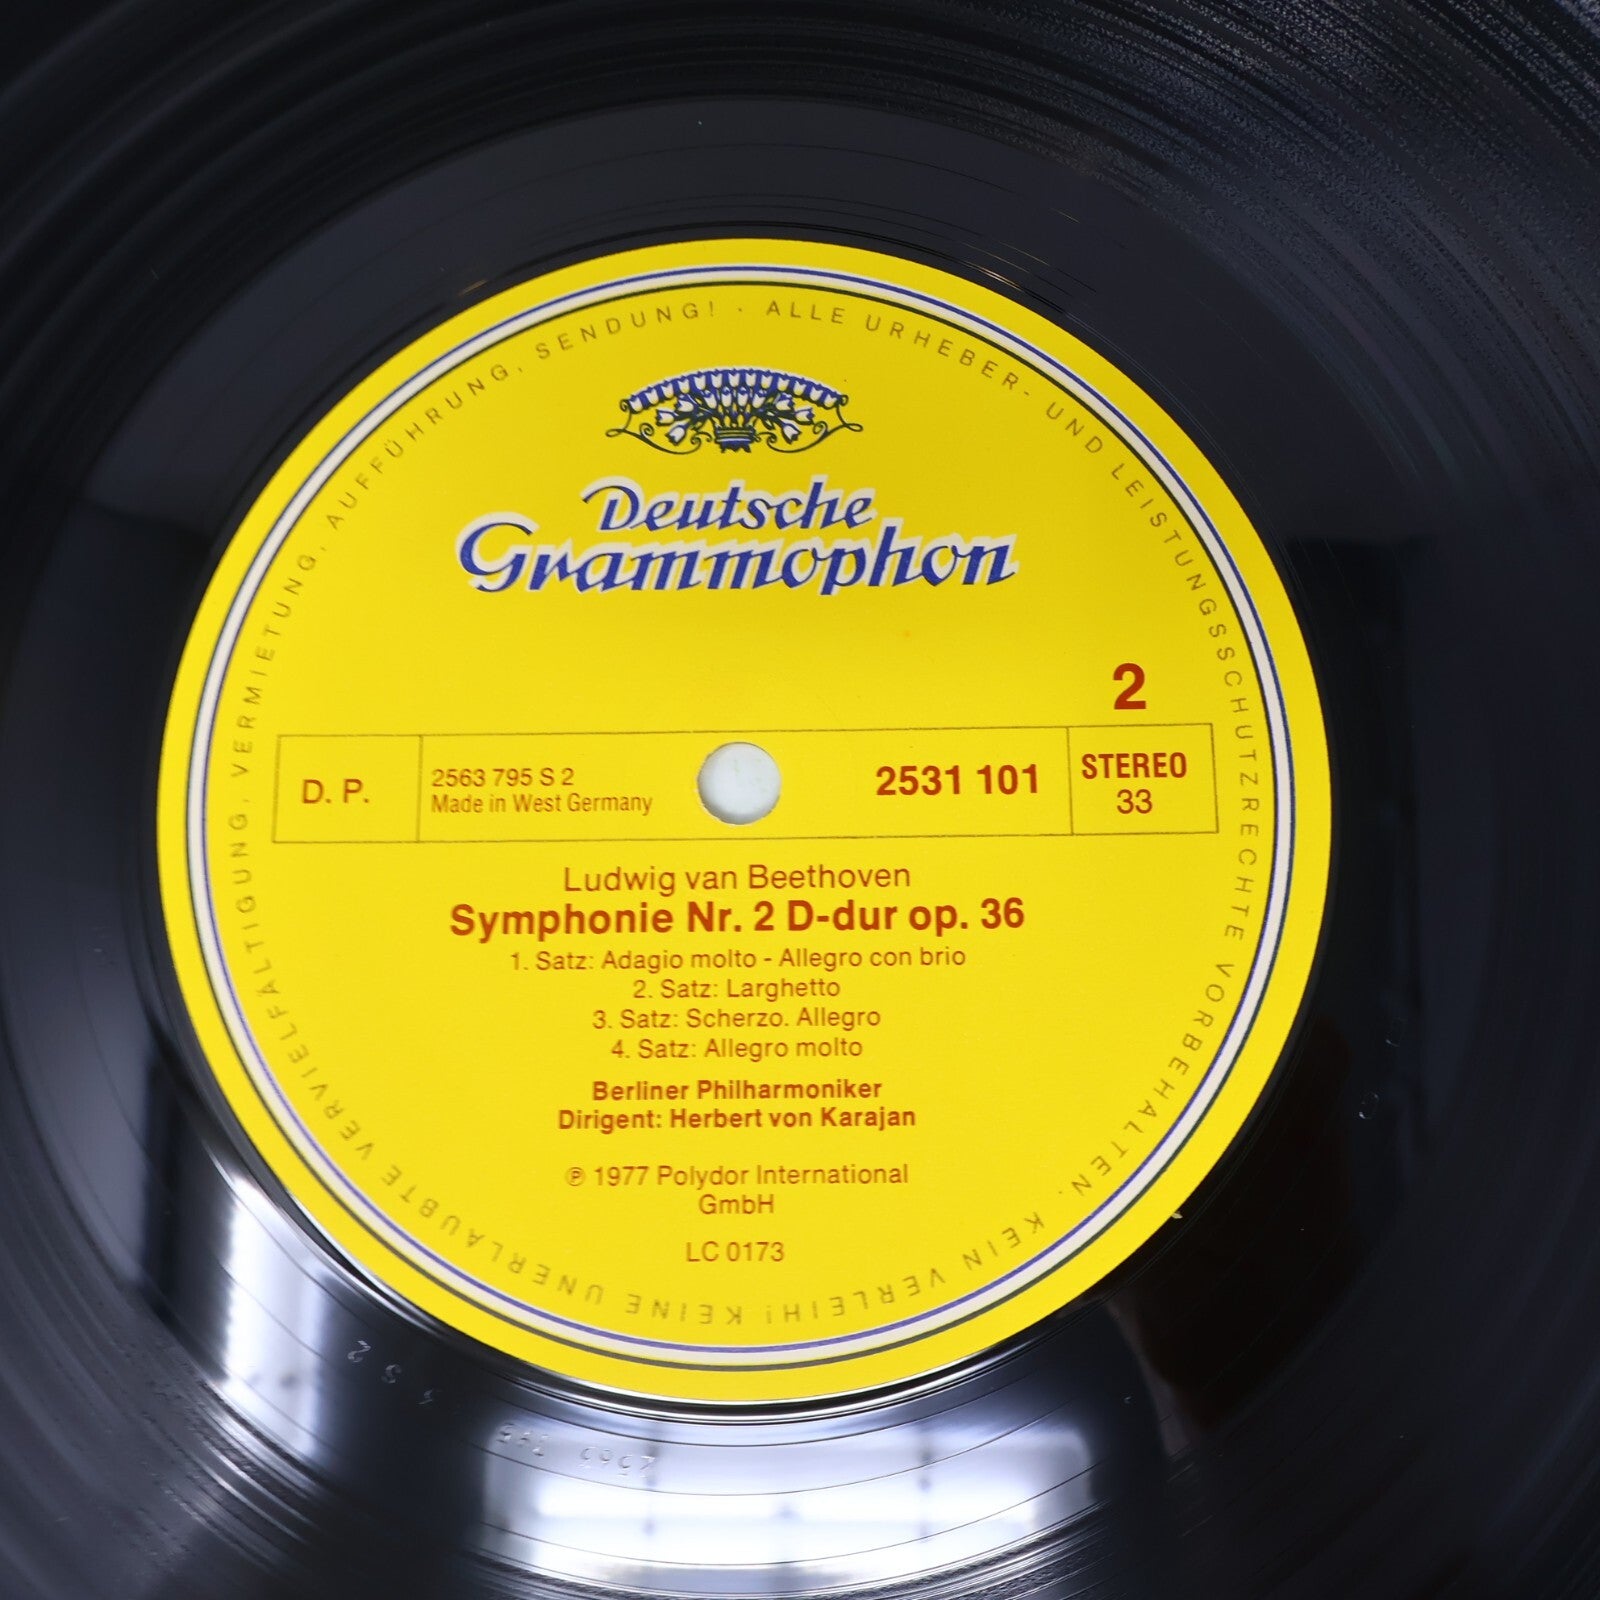 ALLE URHEBER- UND LEISTUNGSSCHUTZRECHTE VORBEHALTEN. KEIN VERLEIH! KEINE UNERLAUBTE VERVIELFÄLTIGUNG, VERMIETUNG, AUFFÜHRUNG, SENDUNG! ·
Deutsche
Grammophon
2
D. P.
2563 795 S 2
Made in West Germany
2531 101
STEREO
33
Ludwig van Beethoven
Symphonie Nr. 2 D-dur op. 36
1. Satz: Adagio molto - Allegro con brio
2. Satz: Larghetto
3. Satz: Scherzo. Allegro
4. Satz: Allegro molto
Berliner Philharmoniker
Dirigent: Herbert von Karajan
℗ 1977 Polydor International
GmbH
LC 0173
2563 795